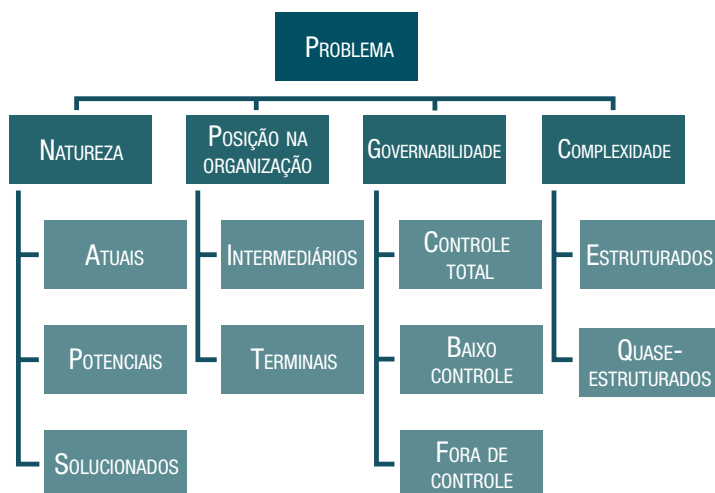 Problema
Natureza
Posição na
organização
Governabilidade
Complexidade
Atuais
Potenciais
Solucionados
Intermediários
Terminais
Controle
total
Baixo
controle
Fora de
controle
Estruturados
Quase-
estruturados